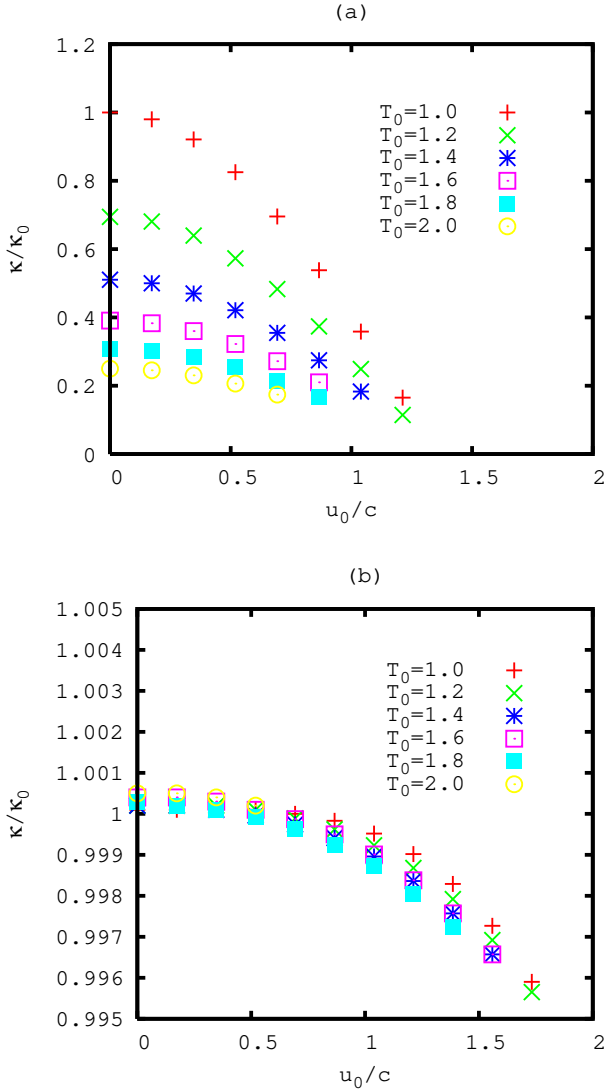 (a)
1.2
1
0.8
0.6
0.4
0.2
0
κ/κ₀
T₀=1.0
T₀=1.2
T₀=1.4
T₀=1.6
T₀=1.8
T₀=2.0
0 0.5 1 1.5 2
u₀/c
(b)
1.005
1.004
1.003
1.002
1.001
1
0.999
0.998
0.997
0.996
0.995
κ/κ₀
T₀=1.0
T₀=1.2
T₀=1.4
T₀=1.6
T₀=1.8
T₀=2.0
0 0.5 1 1.5 2
u₀/c